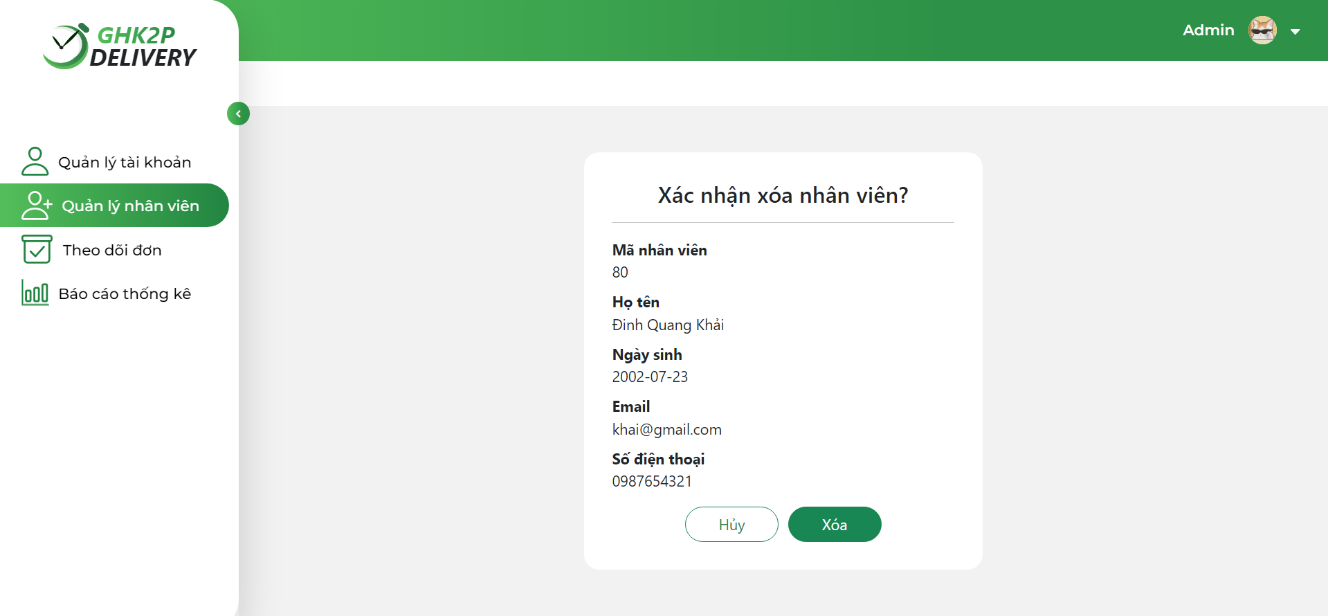 GHK2P
DELIVERY
Admin
Quản lý tài khoản
Quản lý nhân viên
Theo dõi đơn
Báo cáo thống kê
Xác nhận xóa nhân viên?
Mã nhân viên
80
Họ tên
Đinh Quang Khải
Ngày sinh
2002-07-23
Email
khai@gmail.com
Số điện thoại
0987654321
Hủy
Xóa